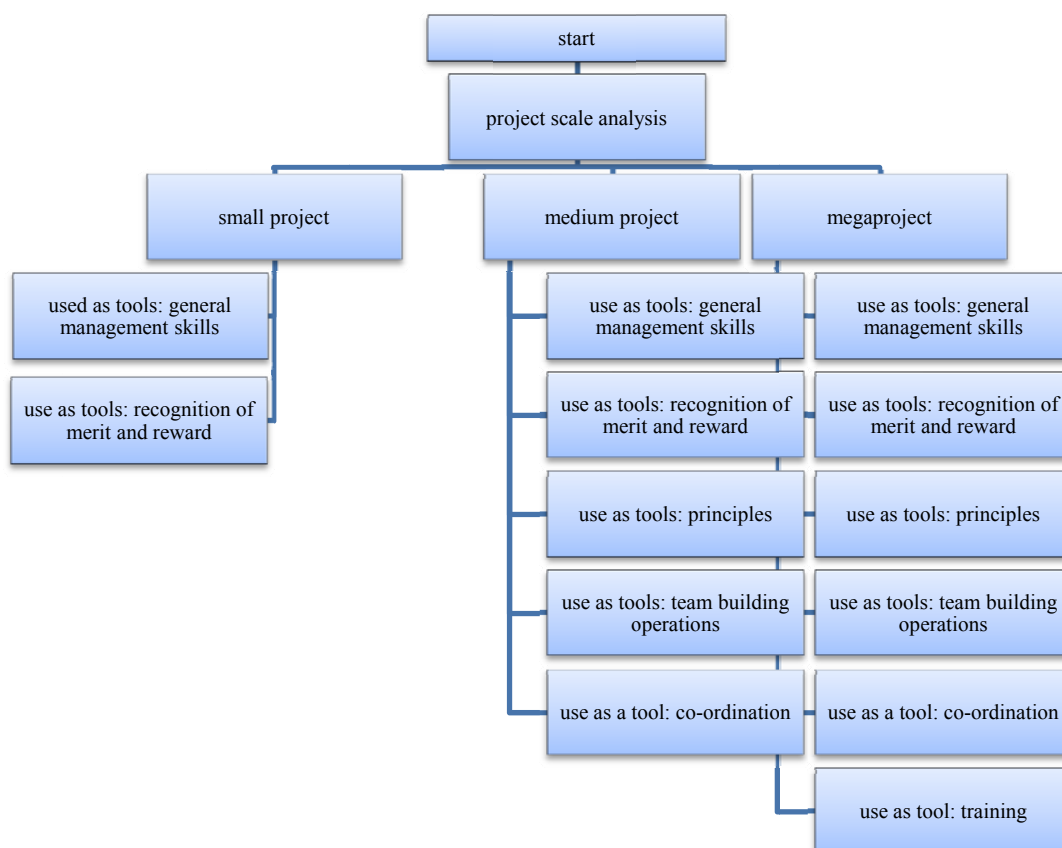 start
project scale analysis
small project
medium project
megaproject
used as tools: general
management skills
use as tools: recognition of
merit and reward
use as tools: general
management skills
use as tools: recognition of
merit and reward
use as tools: principles
use as tools: team building
operations
use as a tool: co-ordination
use as tools: general
management skills
use as tools: recognition of
merit and reward
use as tools: principles
use as tools: team building
operations
use as a tool: co-ordination
use as tool: training